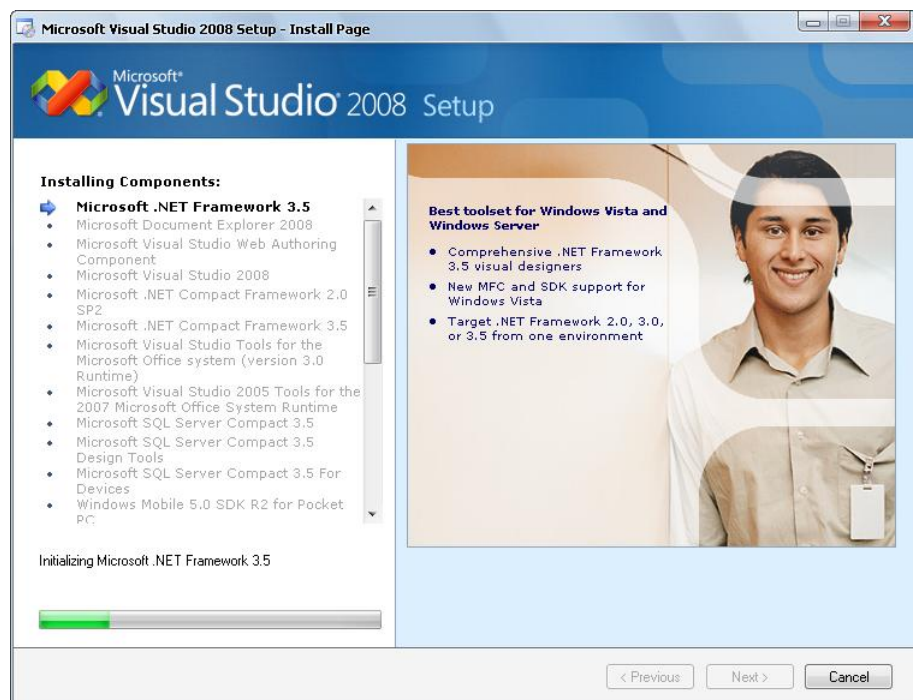 Microsoft Visual Studio 2008 Setup - Install Page
Microsoft®
Visual Studio® 2008 Setup
Installing Components:
Microsoft .NET Framework 3.5
Microsoft Document Explorer 2008
Microsoft Visual Studio Web Authoring
Component
Microsoft Visual Studio 2008
Microsoft .NET Compact Framework 2.0
SP2
Microsoft .NET Compact Framework 3.5
Microsoft Visual Studio Tools for the
Microsoft Office system (version 3.0
Runtime)
Microsoft Visual Studio 2005 Tools for the
2007 Microsoft Office System Runtime
Microsoft SQL Server Compact 3.5
Microsoft SQL Server Compact 3.5
Design Tools
Microsoft SQL Server Compact 3.5 For
Devices
Windows Mobile 5.0 SDK R2 for Pocket
PC
Initializing Microsoft .NET Framework 3.5
Best toolset for Windows Vista and
Windows Server
• Comprehensive .NET Framework
3.5 visual designers
• New MFC and SDK support for
Windows Vista
• Target .NET Framework 2.0, 3.0,
or 3.5 from one environment
< Previous
Next >
Cancel